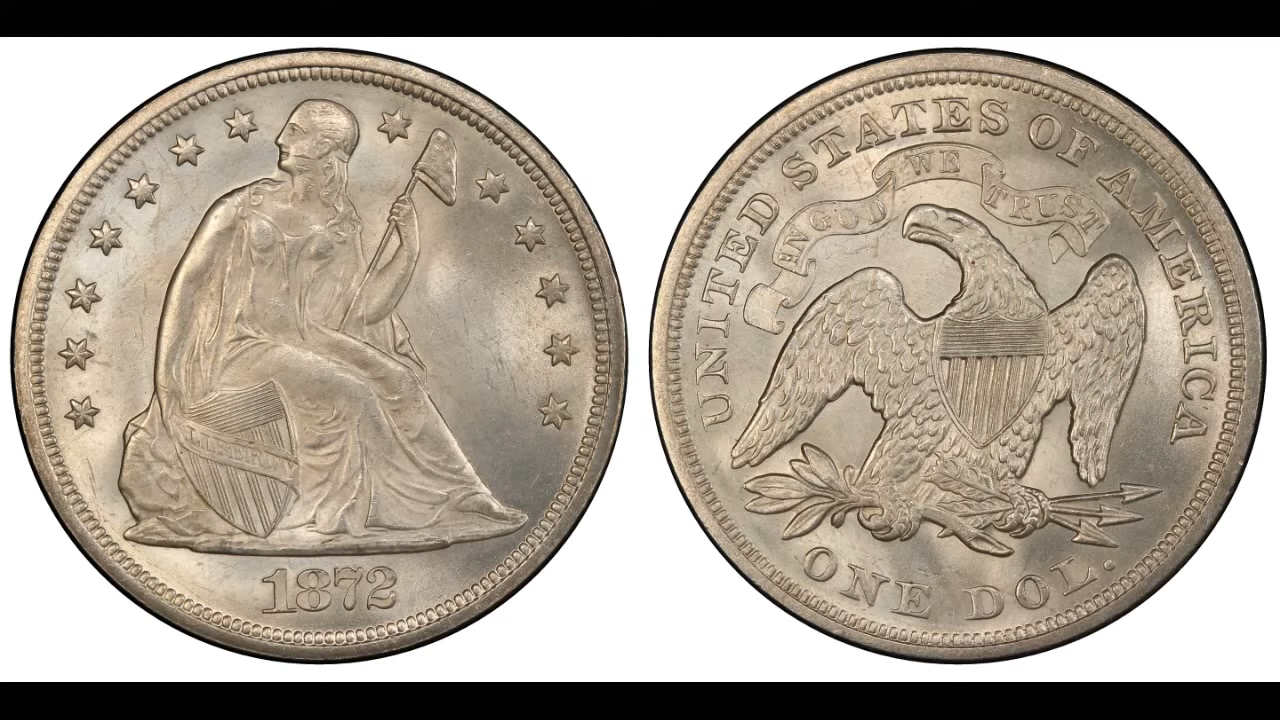 LIBERTY
1872
UNITED STATES OF AMERICA
IN GOD WE TRUST
ONE DOL.